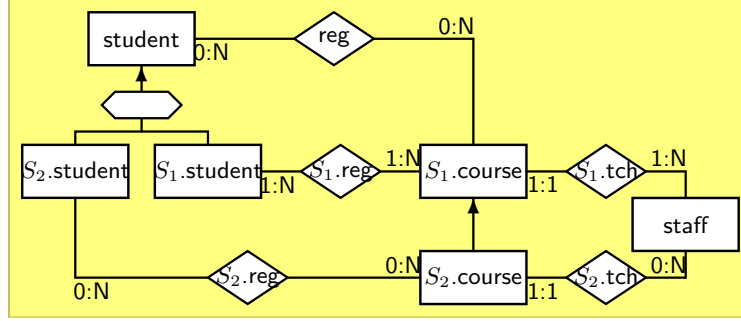 student
0:N
reg
0:N
S₂.student
S₁.student
1:N
S₁.reg
1:N
S₁.course
1:1
S₁.tch
1:N
staff
0:N
S₂.reg
0:N
S₂.course
1:1
S₂.tch
0:N